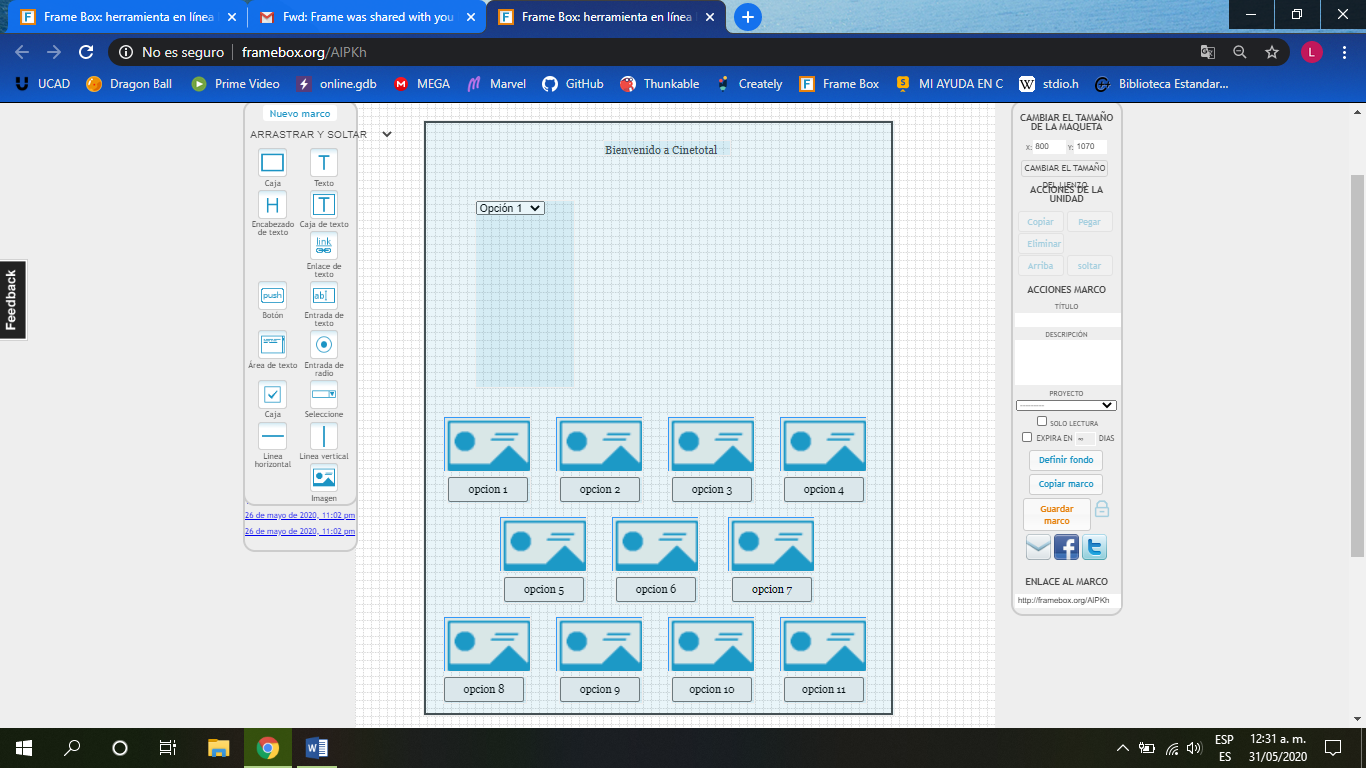 Frame Box: herramienta en línea
Fwd: Frame was shared with you
Frame Box: herramienta en línea
No es seguro
framebox.org/AlPKh
L
UCAD
Dragon Ball
Prime Video
online.gdb
MEGA
Marvel
GitHub
Thunkable
Creately
Frame Box
MI AYUDA EN C
stdio.h
Biblioteca Estandar...
Feedback
Nuevo marco
ARRASTRAR Y SOLTAR
Caja
Texto
Encabezado de texto
Caja de texto
link
Enlace de texto
push
Botón
ab
Entrada de texto
Área de texto
Entrada de radio
Caja
Seleccione
Línea horizontal
Línea vertical
Imagen
26 de mayo de 2020, 11:02 pm
26 de mayo de 2020, 11:02 pm
Bienvenido a Cinetotal
Opción 1
opcion 1
opcion 2
opcion 3
opcion 4
opcion 5
opcion 6
opcion 7
opcion 8
opcion 9
opcion 10
opcion 11
CAMBIAR EL TAMAÑO
DE LA MAQUETA
X: 800 Y: 1070
CAMBIAR EL TAMAÑO
DEL LIENZO
ACCIONES DE LA
UNIDAD
Copiar
Pegar
Eliminar
Arriba
soltar
ACCIONES MARCO
TÍTULO
DESCRIPCIÓN
PROYECTO
SOLO LECTURA
EXPIRA EN ∞ DIAS
Definir fondo
Copiar marco
Guardar
marco
ENLACE AL MARCO
http://framebox.org/AlPKh
ESP
ES
12:31 a. m.
31/05/2020